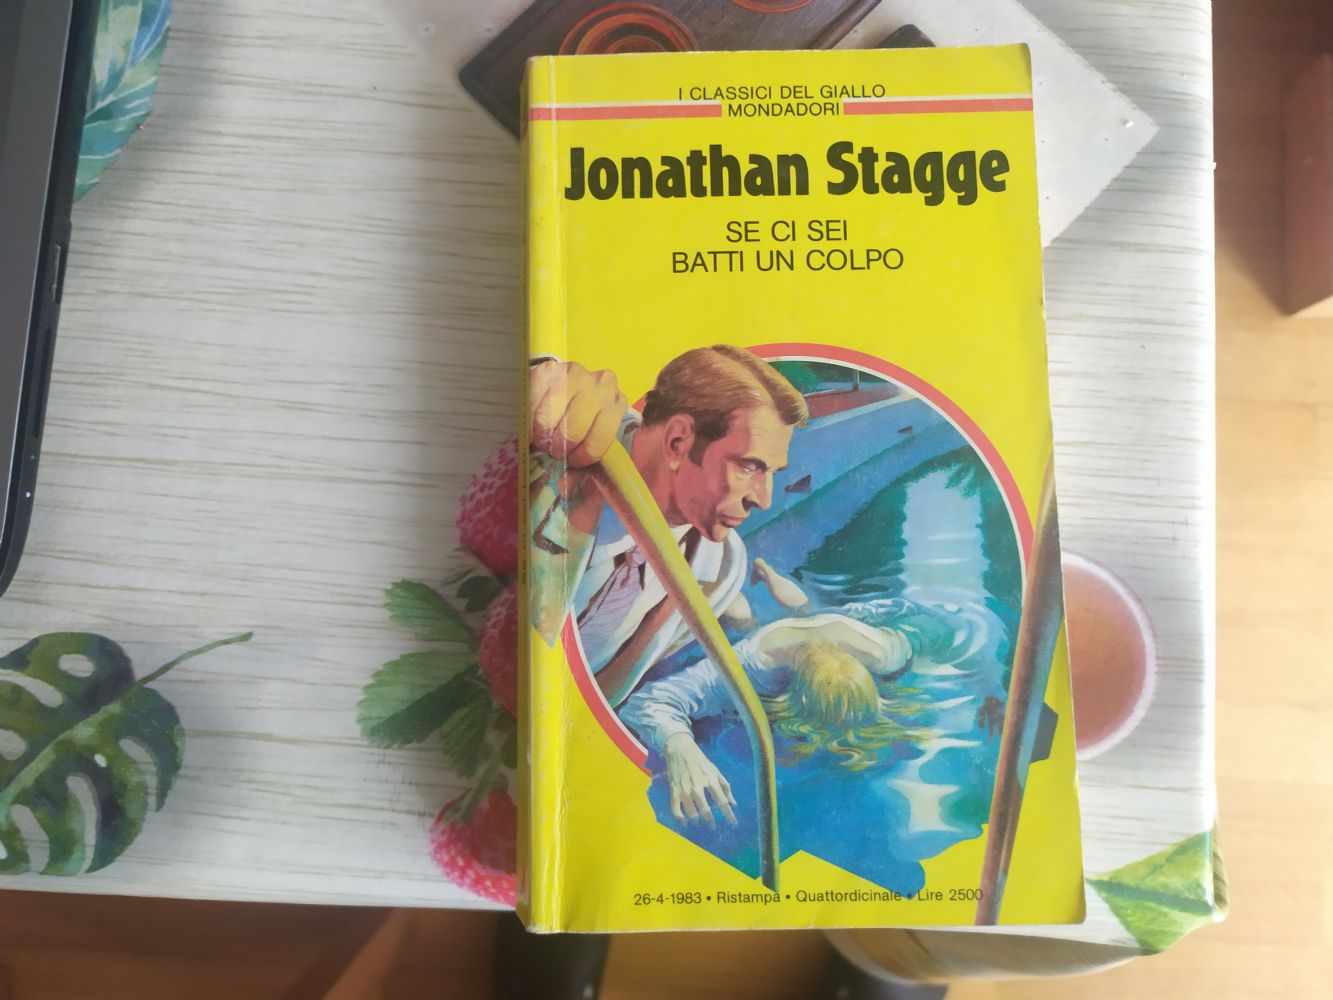 I CLASSICI DEL GIALLO
MONDADORI
Jonathan Stagge
SE CI SEI
BATTI UN COLPO
26-4-1983 • Ristampa • Quattordicinale • Lire 2500